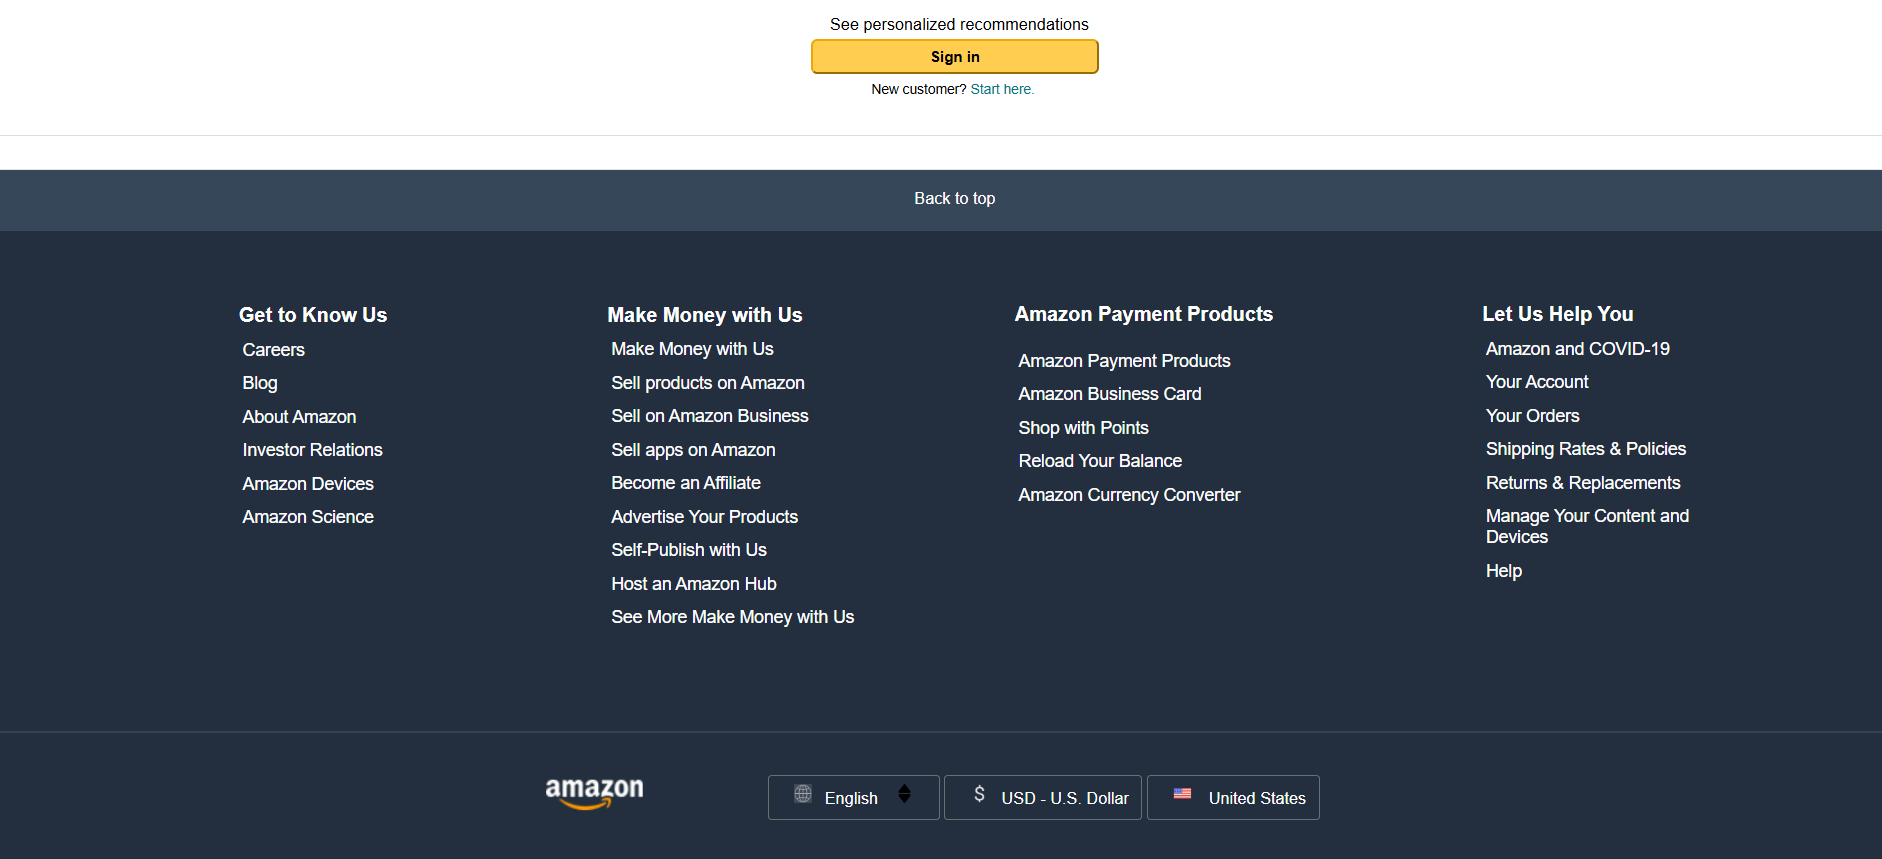 See personalized recommendations
Sign in
New customer? Start here.
Back to top
Get to Know Us
Careers
Blog
About Amazon
Investor Relations
Amazon Devices
Amazon Science
Make Money with Us
Make Money with Us
Sell products on Amazon
Sell on Amazon Business
Sell apps on Amazon
Become an Affiliate
Advertise Your Products
Self-Publish with Us
Host an Amazon Hub
See More Make Money with Us
Amazon Payment Products
Amazon Payment Products
Amazon Business Card
Shop with Points
Reload Your Balance
Amazon Currency Converter
Let Us Help You
Amazon and COVID-19
Your Account
Your Orders
Shipping Rates & Policies
Returns & Replacements
Manage Your Content and
Devices
Help
amazon
English
$ USD - U.S. Dollar
United States